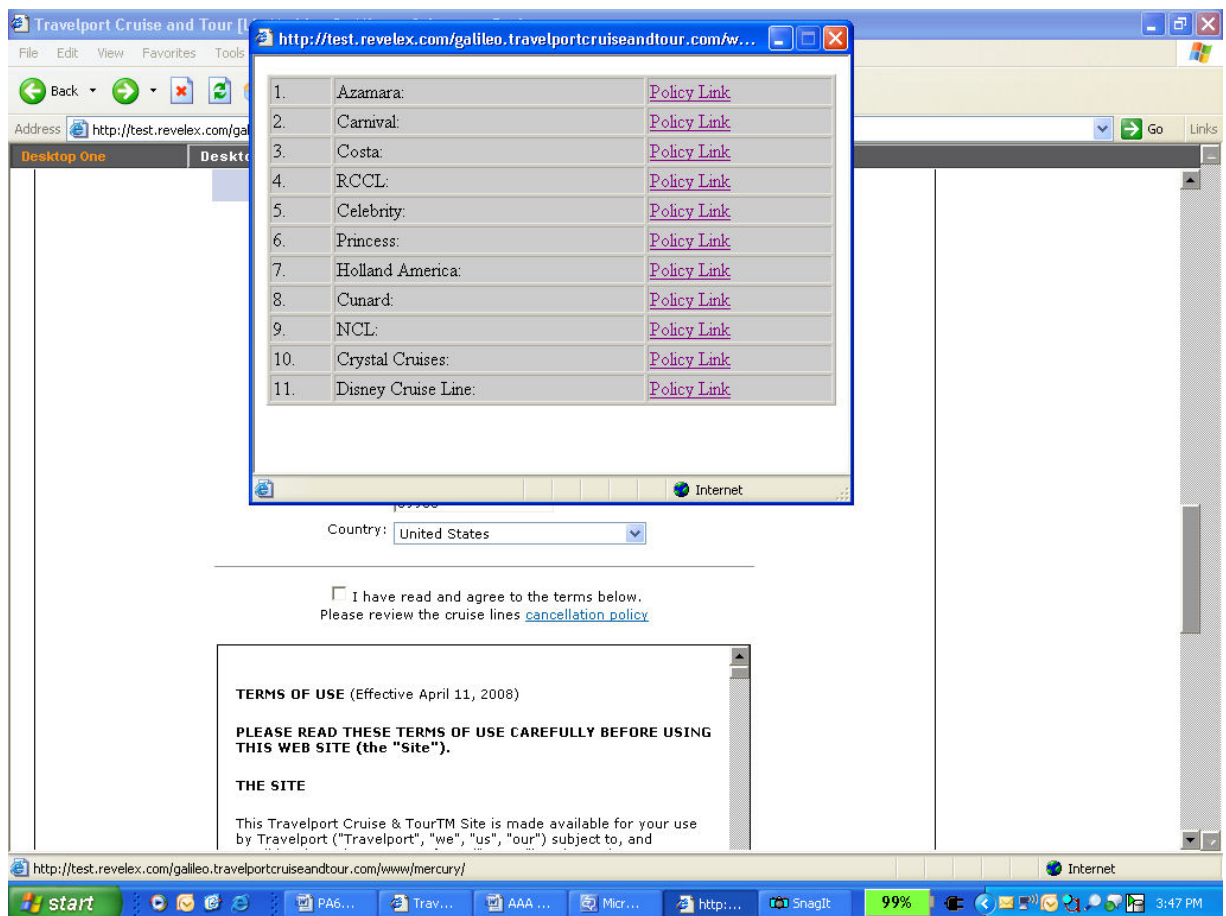 Travelport Cruise and Tour
http://test.revelex.com/galileo.travelportcruiseandtour.com/w...
File Edit View Favorites Tools
Back
Address http://test.revelex.com/gal
Go Links
Desktop One
1. Azamara: Policy Link
2. Carnival: Policy Link
3. Costa: Policy Link
4. RCCL: Policy Link
5. Celebrity: Policy Link
6. Princess: Policy Link
7. Holland America: Policy Link
8. Cunard: Policy Link
9. NCL: Policy Link
10. Crystal Cruises: Policy Link
11. Disney Cruise Line: Policy Link
Internet
Country: United States
I have read and agree to the terms below.
Please review the cruise lines cancellation policy
TERMS OF USE (Effective April 11, 2008)
PLEASE READ THESE TERMS OF USE CAREFULLY BEFORE USING
THIS WEB SITE (the "Site").
THE SITE
This Travelport Cruise & TourTM Site is made available for your use
by Travelport ("Travelport", "we", "us", "our") subject to, and
http://test.revelex.com/galileo.travelportcruiseandtour.com/www/mercury/
Internet
start PA6... Trav... AAA ... Micr... http:... SnagIt 99% 3:47 PM